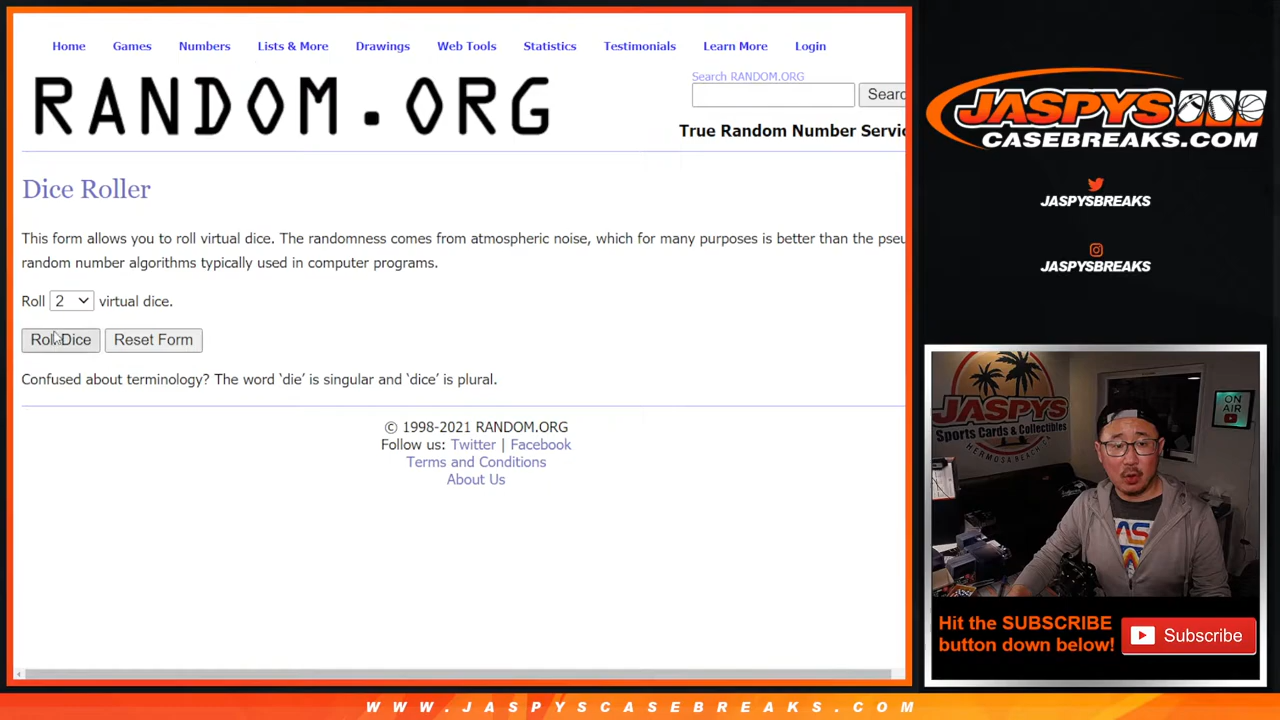 Home Games Numbers Lists & More Drawings Web Tools Statistics Testimonials Learn More Login
RANDOM.ORG
Search RANDOM.ORG
Searc
True Random Number Servic
Dice Roller
This form allows you to roll virtual dice. The randomness comes from atmospheric noise, which for many purposes is better than the pseu
random number algorithms typically used in computer programs.
Roll 2 virtual dice.
Roll Dice Reset Form
Confused about terminology? The word ‘die’ is singular and ‘dice’ is plural.
© 1998-2021 RANDOM.ORG
Follow us: Twitter | Facebook
Terms and Conditions
About Us
JASPYS
CASEBREAKS.COM
JASPYSBREAKS
JASPYSBREAKS
JASPYS
Sports Cards & Collectibles
HERMOSA BEACH
ON
AIR
Hit the SUBSCRIBE
button down below!
Subscribe
WWW.JASPYSCASEBREAKS.COM